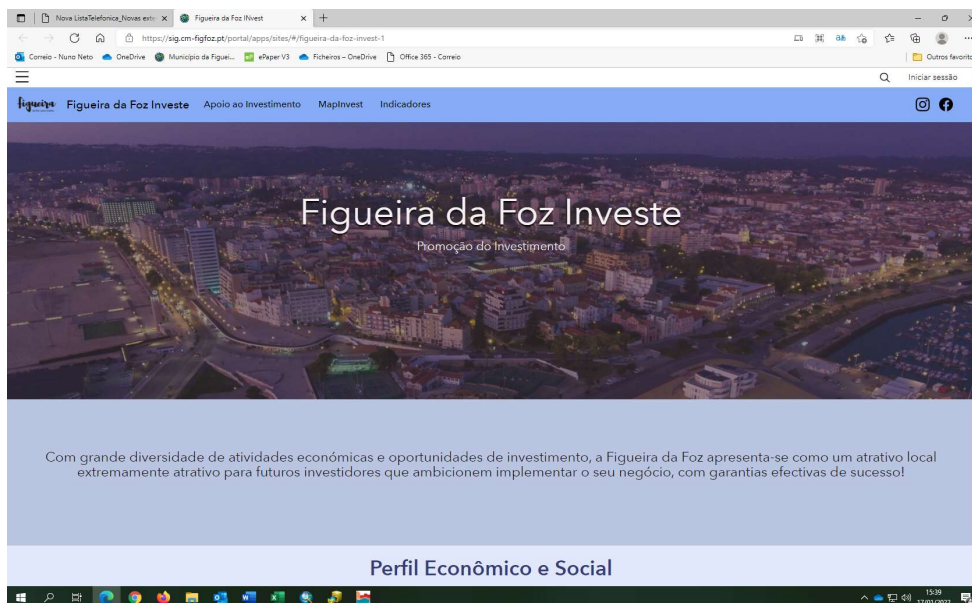 Nova ListaTelefonica_Novas exte
Figueira da Foz INvest
https://sig.cm-figfoz.pt/portal/apps/sites/#/figueira-da-foz-invest-1
Correio - Nuno Neto
OneDrive
Município da Figuei...
ePaper V3
Ficheiros – OneDrive
Office 365 - Correio
Outros favorito
Iniciar sessão
figueira
Figueira da Foz Investe
Apoio ao Investimento
MapInvest
Indicadores
Figueira da Foz Investe
Promoção do Investimento
Com grande diversidade de atividades económicas e oportunidades de investimento, a Figueira da Foz apresenta-se como um atrativo local
extremamente atrativo para futuros investidores que ambicionem implementar o seu negócio, com garantias efectivas de sucesso!
Perfil Econômico e Social
15:39
17/01/2022